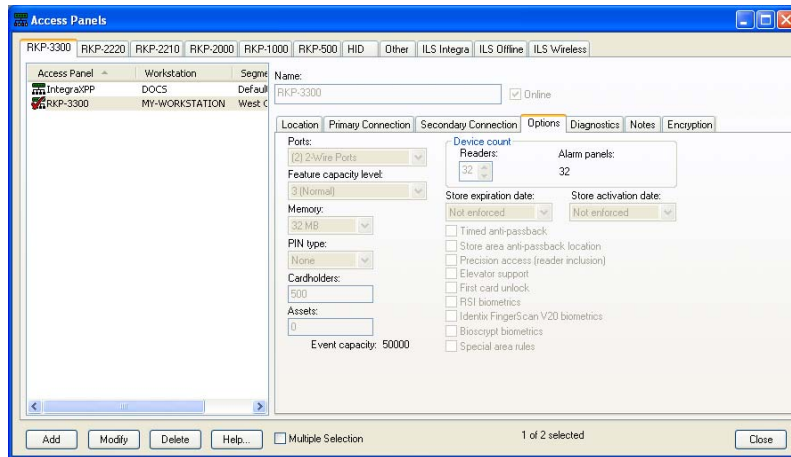 Access Panels
RKP-3300 RKP-2220 RKP-2210 RKP-2000 RKP-1000 RKP-500 HID Other ILS Integra ILS Offline ILS Wireless
Access Panel Workstation Segme
IntegraXPP DOCS Default
RKP-3300 MY-WORKSTATION West C
Name:
RKP-3300 Online
Location Primary Connection Secondary Connection Options Diagnostics Notes Encryption
Ports:
(2) 2-Wire Ports
Feature capacity level:
3 (Normal)
Memory:
32 MB
PIN type:
None
Cardholders:
500
Assets:
0
Event capacity: 50000
Device count
Readers: Alarm panels:
32 32
Store expiration date: Store activation date:
Not enforced Not enforced
Timed anti-passback
Store area anti-passback location
Precision access (reader inclusion)
Elevator support
First card unlock
RSI biometrics
Identix FingerScan V20 biometrics
Bioscrypt biometrics
Special area rules
Add Modify Delete Help... Multiple Selection 1 of 2 selected Close